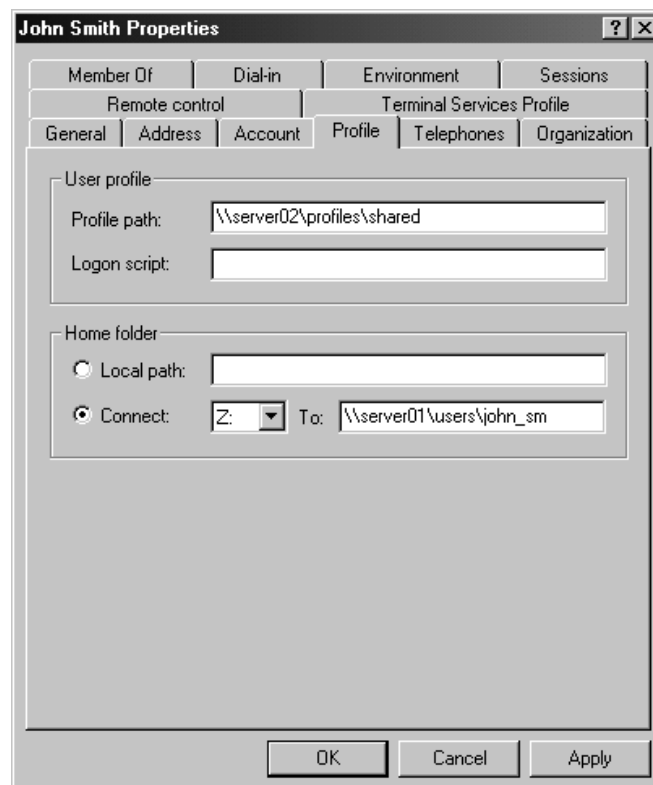 John Smith Properties ? X
Member Of Dial-in Environment Sessions
Remote control Terminal Services Profile
General Address Account Profile Telephones Organization
User profile
Profile path: \\server02\profiles\shared
Logon script:
Home folder
Local path:
Connect: Z: To: \\server01\users\john_sm
OK Cancel Apply